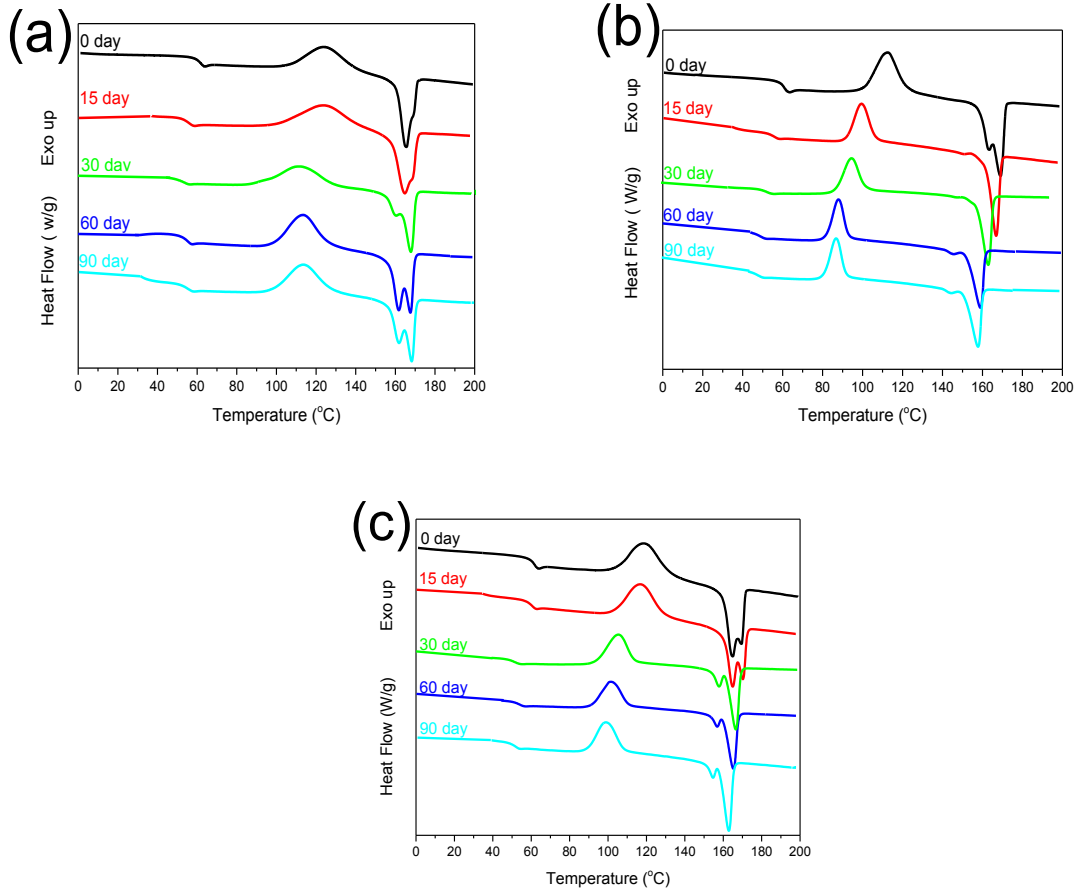 (a)
0 day
15 day
30 dav
60 day
90 day
Heat Flow ( w/g) Exo up
0 20 40 60 80 100 120 140 160 180 200
Temperature (°C)
(b)
0 day
15 day
30 day
60 day
90 day
Heat Flow ( W/g) Exo up
0 20 40 60 80 100 120 140 160 180 200
Temperature (°C)
(c)
0 day
15 day
30 day
60 day
90 day
Heat Flow (W/g) Exo up
0 20 40 60 80 100 120 140 160 180 200
Temperature (°C)